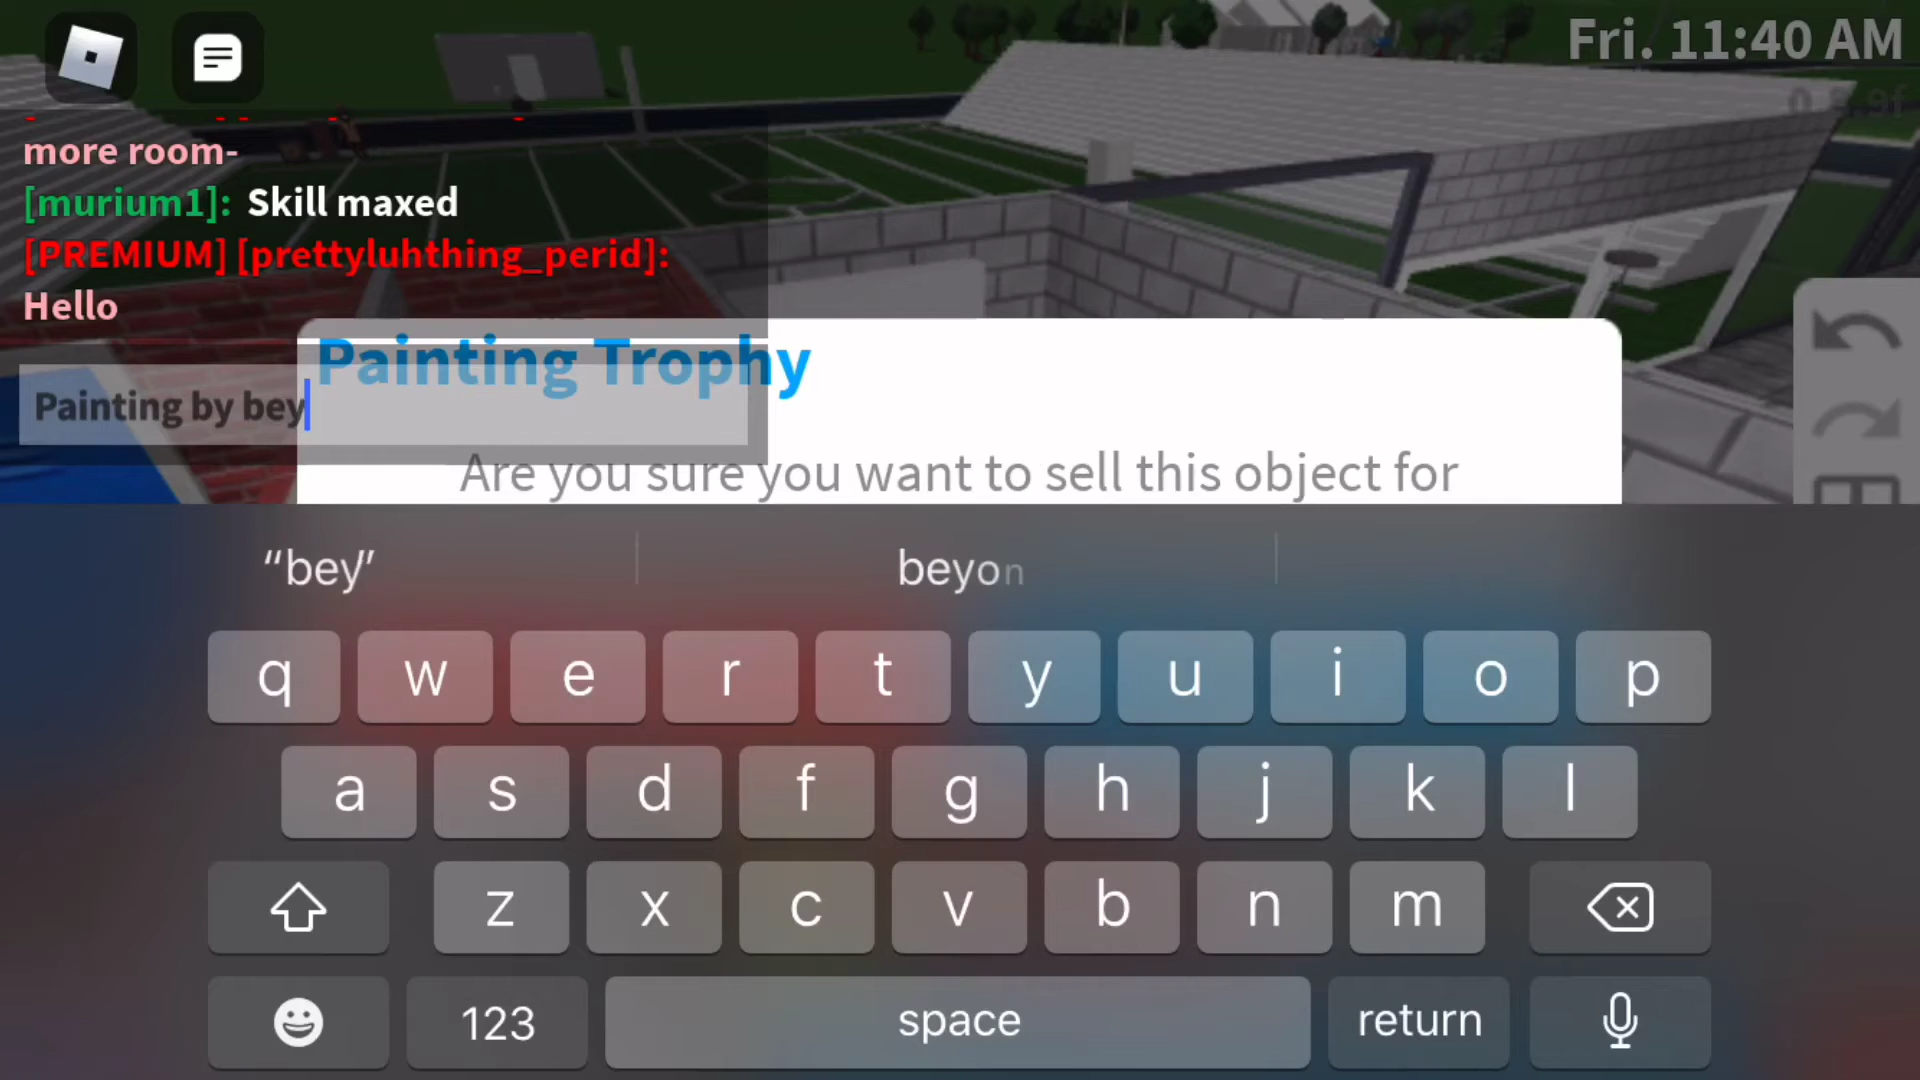 Fri. 11:40 AM
more room-
[murium1]: Skill maxed
[PREMIUM] [prettyluhthing_perid]:
Hello
Painting Trophy
Painting by bey
Are you sure you want to sell this object for
“bey” beyon
q w e r t y u i o p
a s d f g h j k l
z x c v b n m
123 space return